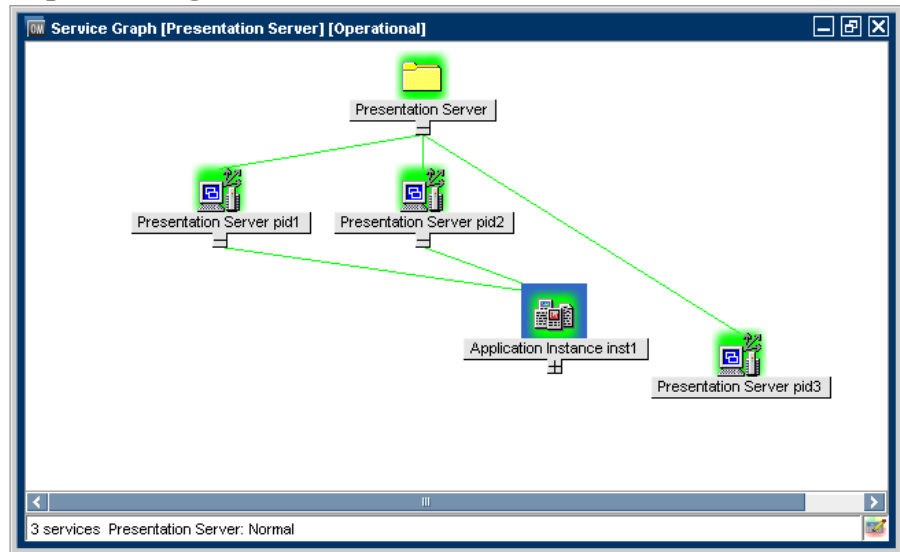 OM Service Graph [Presentation Server] [Operational]
Presentation Server
Presentation Server pid1
Presentation Server pid2
Application Instance inst1
Presentation Server pid3
3 services Presentation Server: Normal